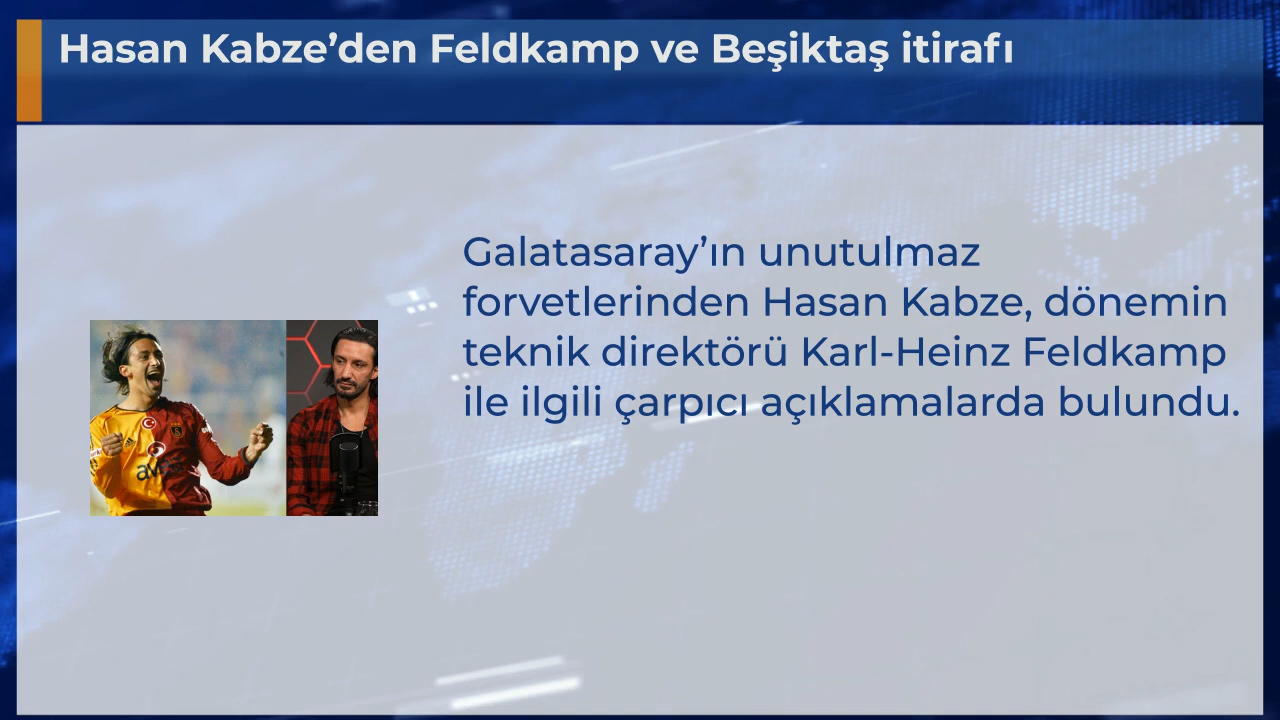 Hasan Kabze’den Feldkamp ve Beşiktaş itirafı
Galatasaray’ın unutulmaz
forvetlerinden Hasan Kabze, dönemin
teknik direktörü Karl-Heinz Feldkamp
ile ilgili çarpıcı açıklamalarda bulundu.